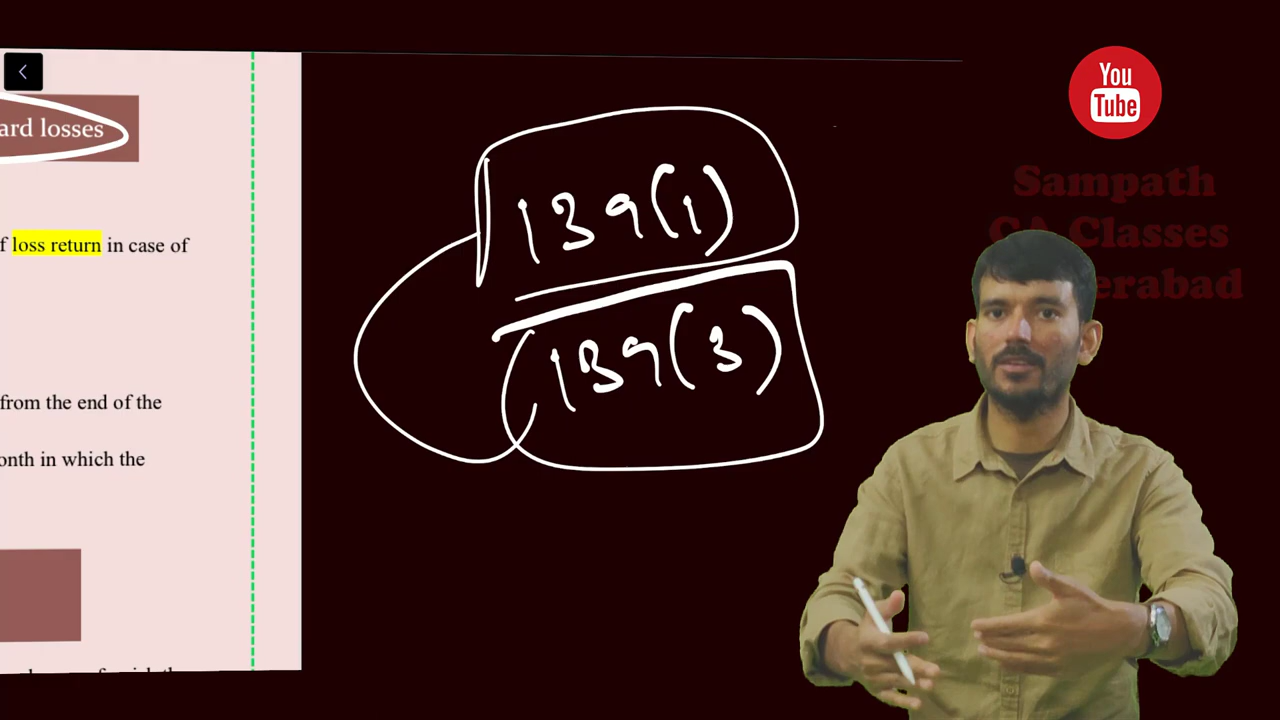 You
Tube
Sampath
CA Classes
ard losses
139(1)
f loss return in case of
139(3)
from the end of the
onth in which the